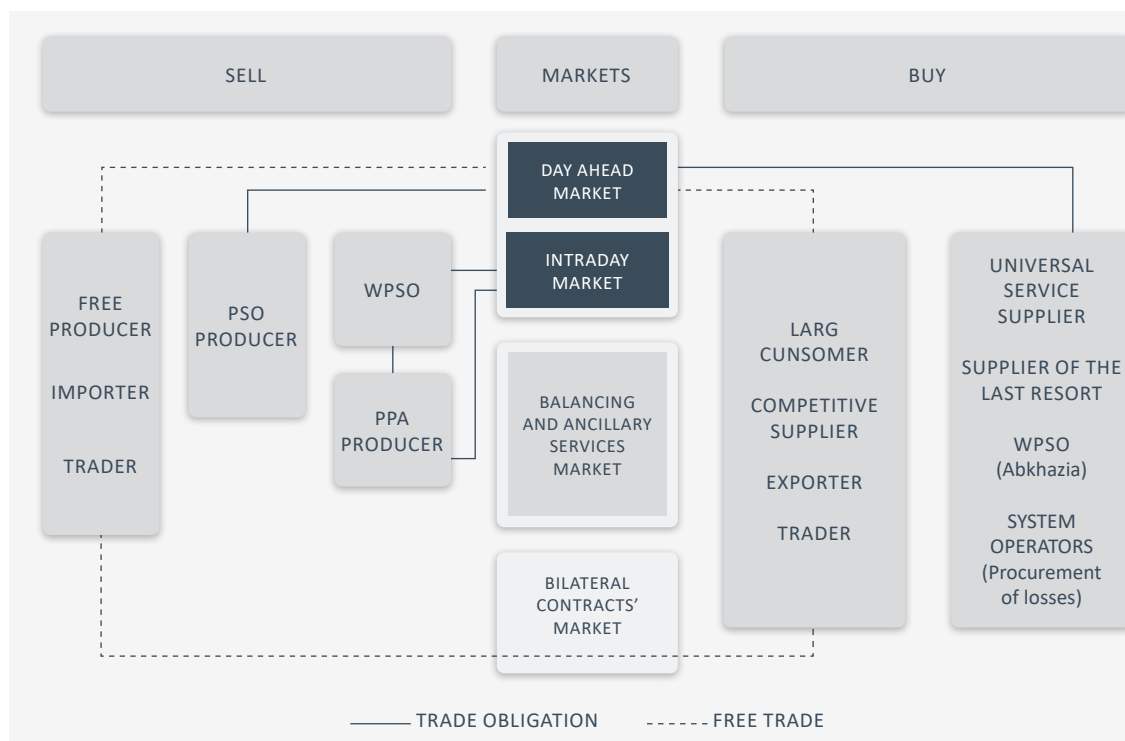 SELL
MARKETS
BUY
DAY AHEAD
MARKET
INTRADAY
MARKET
FREE
PRODUCER
IMPORTER
TRADER
PSO
PRODUCER
WPSO
PPA
PRODUCER
BALANCING
AND ANCILLARY
SERVICES
MARKET
BILATERAL
CONTRACTS’
MARKET
LARG
CUNSOMER
COMPETITIVE
SUPPLIER
EXPORTER
TRADER
UNIVERSAL
SERVICE
SUPPLIER
SUPPLIER OF THE
LAST RESORT
WPSO
(Abkhazia)
SYSTEM
OPERATORS
(Procurement
of losses)
TRADE OBLIGATION
FREE TRADE